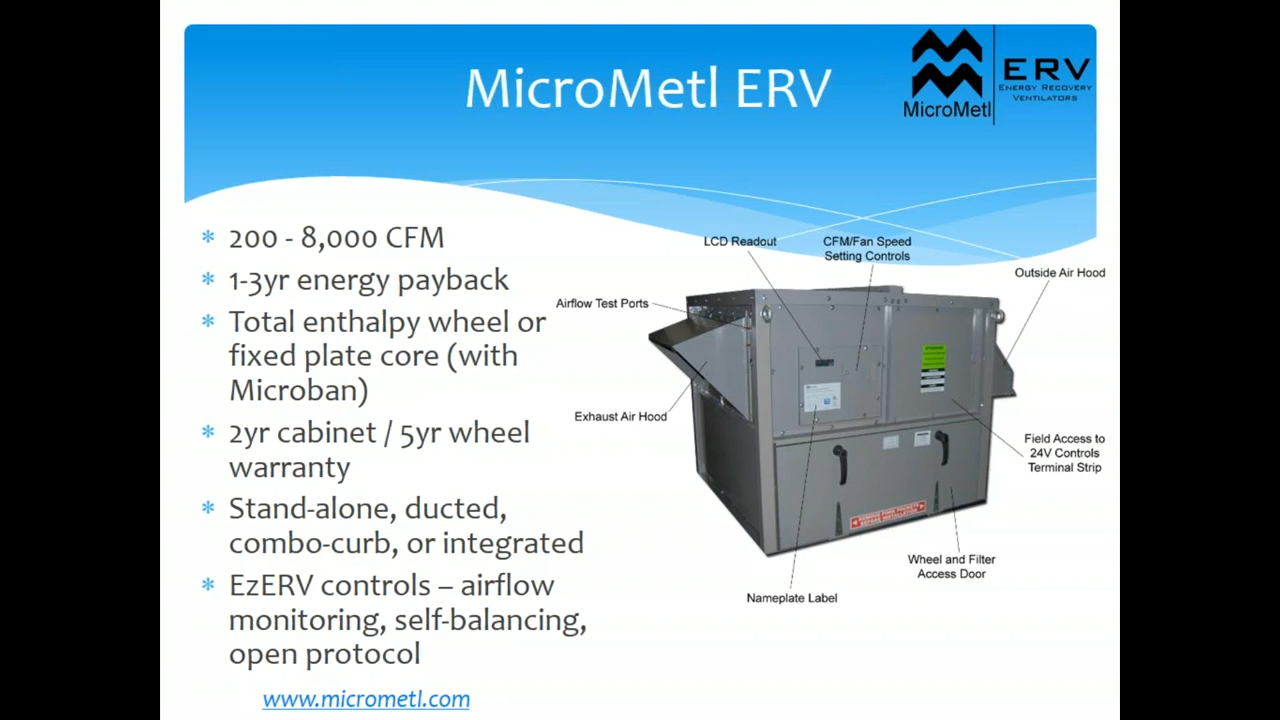 MicroMetl ERV
MicroMetl
ERV
ENERGY RECOVERY
VENTILATORS
* 200 - 8,000 CFM
* 1-3yr energy payback
* Total enthalpy wheel or
fixed plate core (with
Microban)
* 2yr cabinet / 5yr wheel
warranty
* Stand-alone, ducted,
combo-curb, or integrated
* EzERV controls – airflow
monitoring, self-balancing,
open protocol
www.micrometl.com
LCD Readout
CFM/Fan Speed
Setting Controls
Outside Air Hood
Airflow Test Ports
Exhaust Air Hood
Field Access to
24V Controls
Terminal Strip
Wheel and Filter
Access Door
Nameplate Label